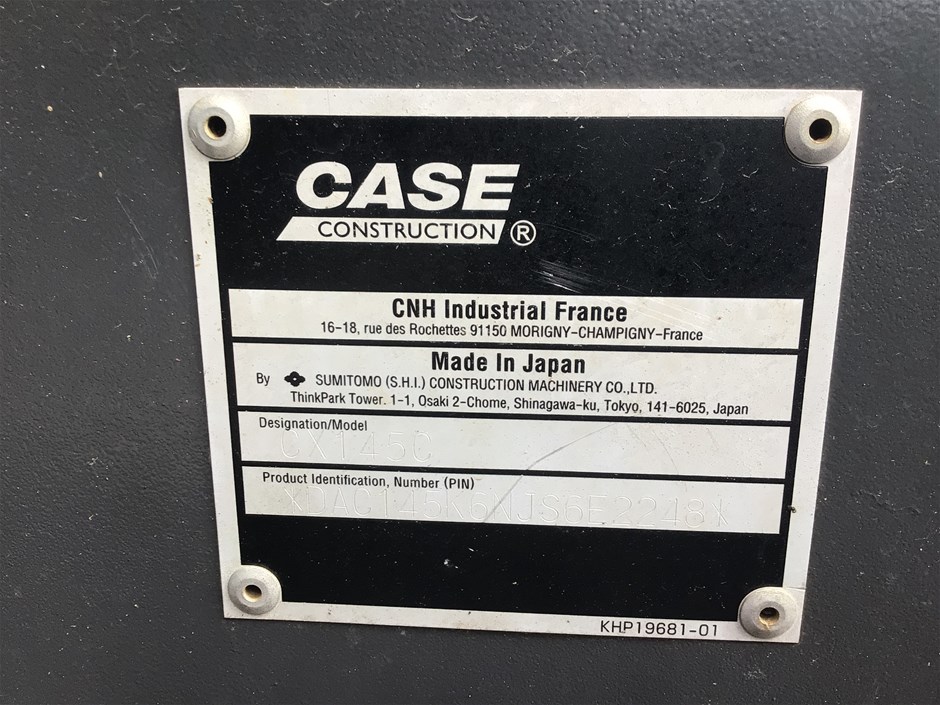 CASE
CONSTRUCTION ®
CNH Industrial France
16-18, rue des Rochettes 91150 MORIGNY-CHAMPIGNY-France
Made In Japan
By SUMITOMO (S.H.I.) CONSTRUCTION MACHINERY CO.,LTD.
ThinkPark Tower. 1-1, Osaki 2-Chome, Shinagawa-ku, Tokyo, 141-6025, Japan
Designation/Model
CX145C
Product Identification, Number (PIN)
KHP19681-01